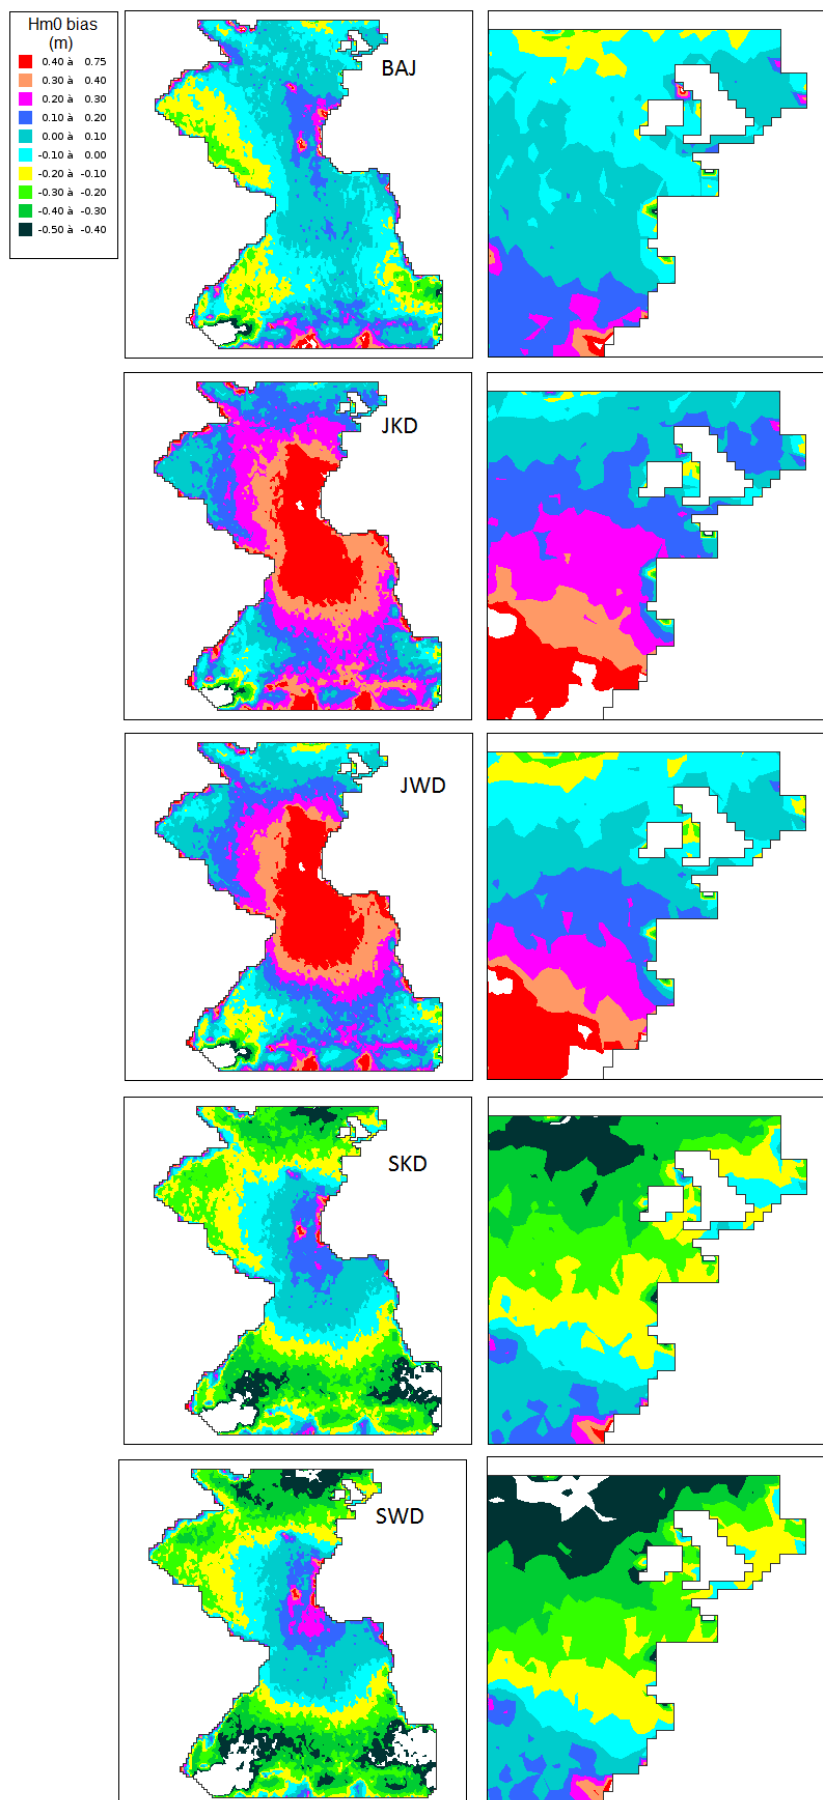 Hm0 bias
(m)
0.40 à 0.75
0.30 à 0.40
0.20 à 0.30
0.10 à 0.20
0.00 à 0.10
-0.10 à 0.00
-0.20 à -0.10
-0.30 à -0.20
-0.40 à -0.30
-0.50 à -0.40
BAJ
JKD
JWD
SKD
SWD